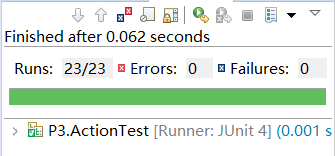 Finished after 0.062 seconds
Runs: 23/23 Errors: 0 Failures: 0
P3.ActionTest [Runner: JUnit 4] (0.001 s